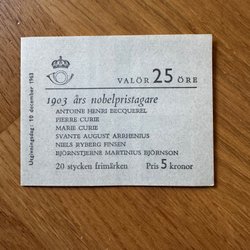 Utgivningsdag: 10 december 1963
VALÖR 25 ÖRE
1903 års nobelpristagare
ANTOINE HENRI BECQUEREL
PIERRE CURIE
MARIE CURIE
SVANTE AUGUST ARRHENIUS
NIELS RYBERG FINSEN
BJÖRNSTJERNE MARTINIUS BJÖRNSON
20 stycken frimärken Pris 5 kronor